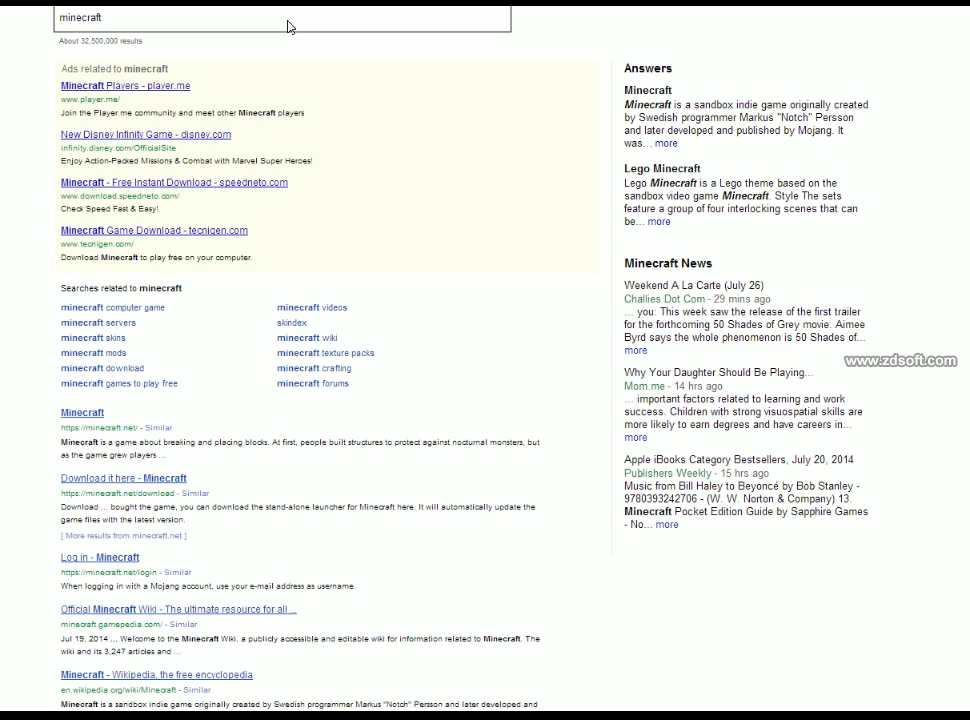 minecraft
About 32,500,000 results
Ads related to minecraft
Minecraft Players - player.me
www.player.me/
Join the Player.me community and meet other Minecraft players
New Disney Infinity Game - disney.com
infinity.disney.com/OfficialSite
Enjoy Action-Packed Missions & Combat with Marvel Super Heroes!
Minecraft - Free Instant Download - speedneto.com
www.download.speedneto.com/
Check Speed Fast & Easy!
Minecraft Game Download - tecnigen.com
www.tecnigen.com/
Download Minecraft to play free on your computer.
Searches related to minecraft
minecraft computer game
minecraft servers
minecraft skins
minecraft mods
minecraft download
minecraft games to play free
minecraft videos
skindex
minecraft wiki
minecraft texture packs
minecraft crafting
minecraft forums
Minecraft
https://minecraft.net/ - Similar
Minecraft is a game about breaking and placing blocks. At first, people built structures to protect against nocturnal monsters, but
as the game grew players ...
Download it here - Minecraft
https://minecraft.net/download - Similar
Download ... bought the game, you can download the stand-alone launcher for Minecraft here. It will automatically update the
game files with the latest version.
[ More results from minecraft.net ]
Log in - Minecraft
https://minecraft.net/login - Similar
When logging in with a Mojang account, use your e-mail address as username.
Official Minecraft Wiki - The ultimate resource for all ...
minecraft.gamepedia.com/ - Similar
Jul 19, 2014 ... Welcome to the Minecraft Wiki, a publicly accessible and editable wiki for information related to Minecraft. The
wiki and its 3,247 articles and ...
Minecraft - Wikipedia, the free encyclopedia
en.wikipedia.org/wiki/Minecraft - Similar
Minecraft is a sandbox indie game originally created by Swedish programmer Markus "Notch" Persson and later developed and
Answers
Minecraft
Minecraft is a sandbox indie game originally created
by Swedish programmer Markus "Notch" Persson
and later developed and published by Mojang. It
was... more
Lego Minecraft
Lego Minecraft is a Lego theme based on the
sandbox video game Minecraft. Style The sets
feature a group of four interlocking scenes that can
be... more
Minecraft News
Weekend A La Carte (July 26)
Challies Dot Com - 29 mins ago
... you: This week saw the release of the first trailer
for the forthcoming 50 Shades of Grey movie. Aimee
Byrd says the whole phenomenon is 50 Shades of...
more
www.zdsoft.com
Why Your Daughter Should Be Playing...
Mom.me - 14 hrs ago
... important factors related to learning and work
success. Children with strong visuospatial skills are
more likely to earn degrees and have careers in...
more
Apple iBooks Category Bestsellers, July 20, 2014
Publishers Weekly - 15 hrs ago
Music from Bill Haley to Beyoncé by Bob Stanley -
9780393242706 - (W. W. Norton & Company) 13.
Minecraft Pocket Edition Guide by Sapphire Games
- No... more